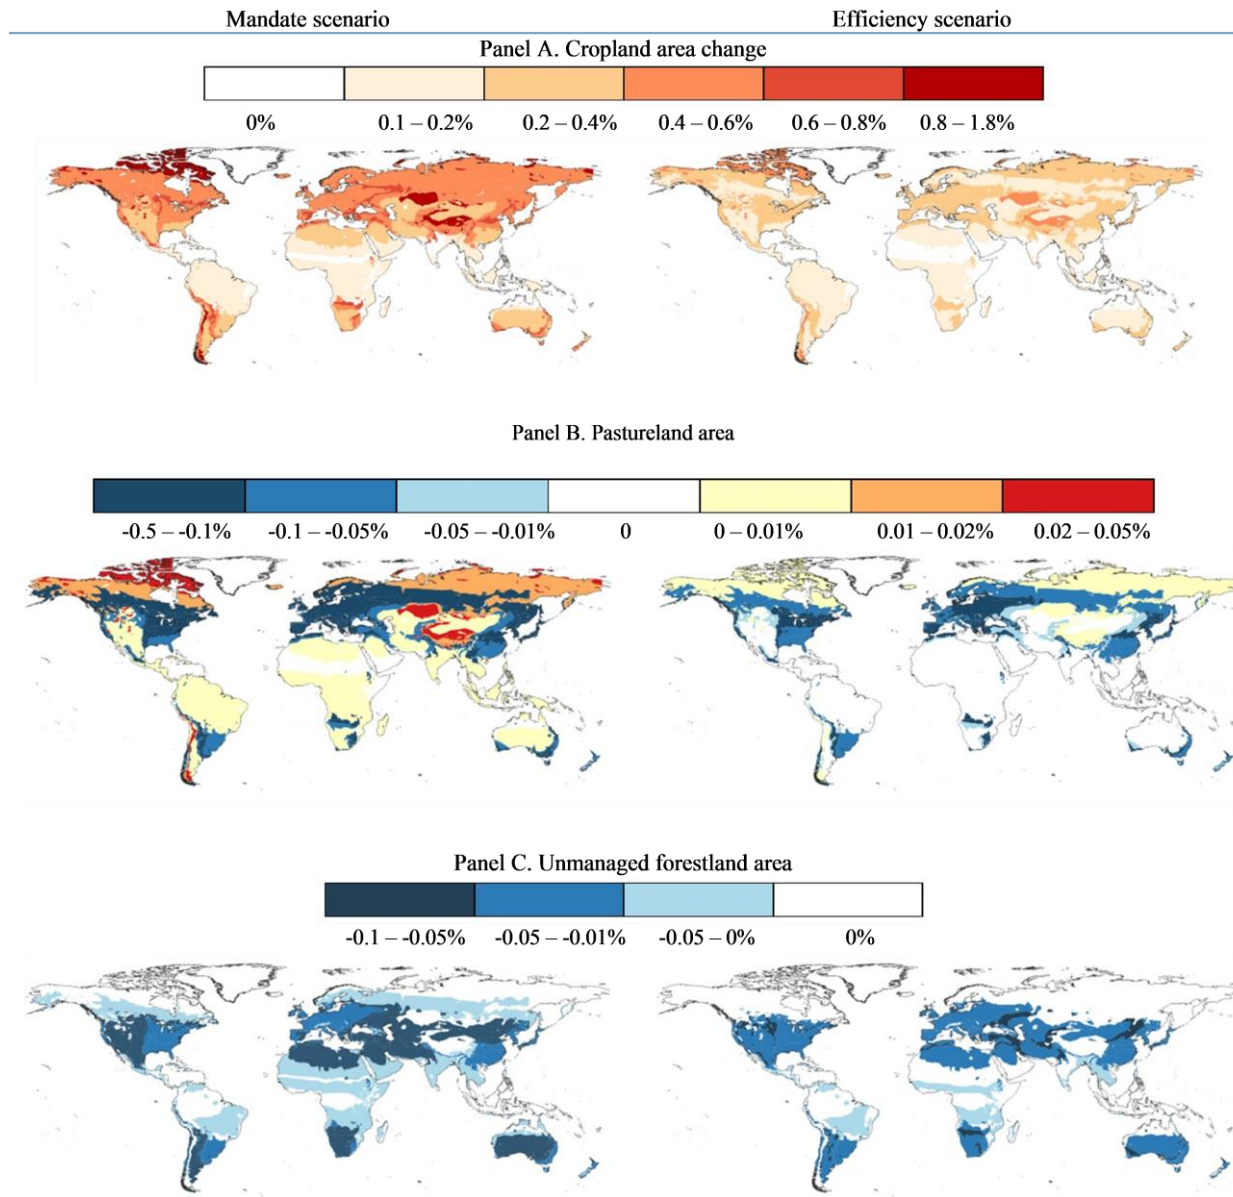 Mandate scenario Efficiency scenario
Panel A. Cropland area change
0% 0.1 – 0.2% 0.2 – 0.4% 0.4 – 0.6% 0.6 – 0.8% 0.8 – 1.8%
Panel B. Pastureland area
-0.5 – -0.1% -0.1 – -0.05% -0.05 – -0.01% 0 0 – 0.01% 0.01 – 0.02% 0.02 – 0.05%
Panel C. Unmanaged forestland area
-0.1 – -0.05% -0.05 – -0.01% -0.05 – 0% 0%